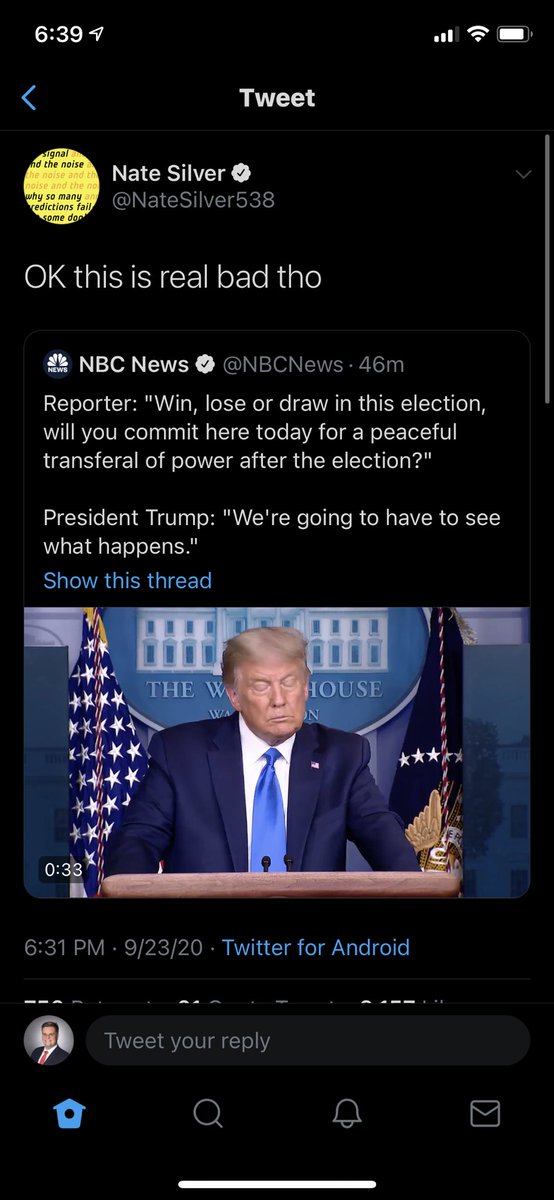 6:39
Tweet
Nate Silver
@NateSilver538
signal
nd the noise
the noise and th
noise and the no
why so many an
redictions fail
some don
OK this is real bad tho
NEWS
NBC News @NBCNews · 46m
Reporter: "Win, lose or draw in this election,
will you commit here today for a peaceful
transferal of power after the election?"
President Trump: "We're going to have to see
what happens."
Show this thread
THE W HOUSE
WA N
0:33
6:31 PM · 9/23/20 · Twitter for Android
Tweet your reply